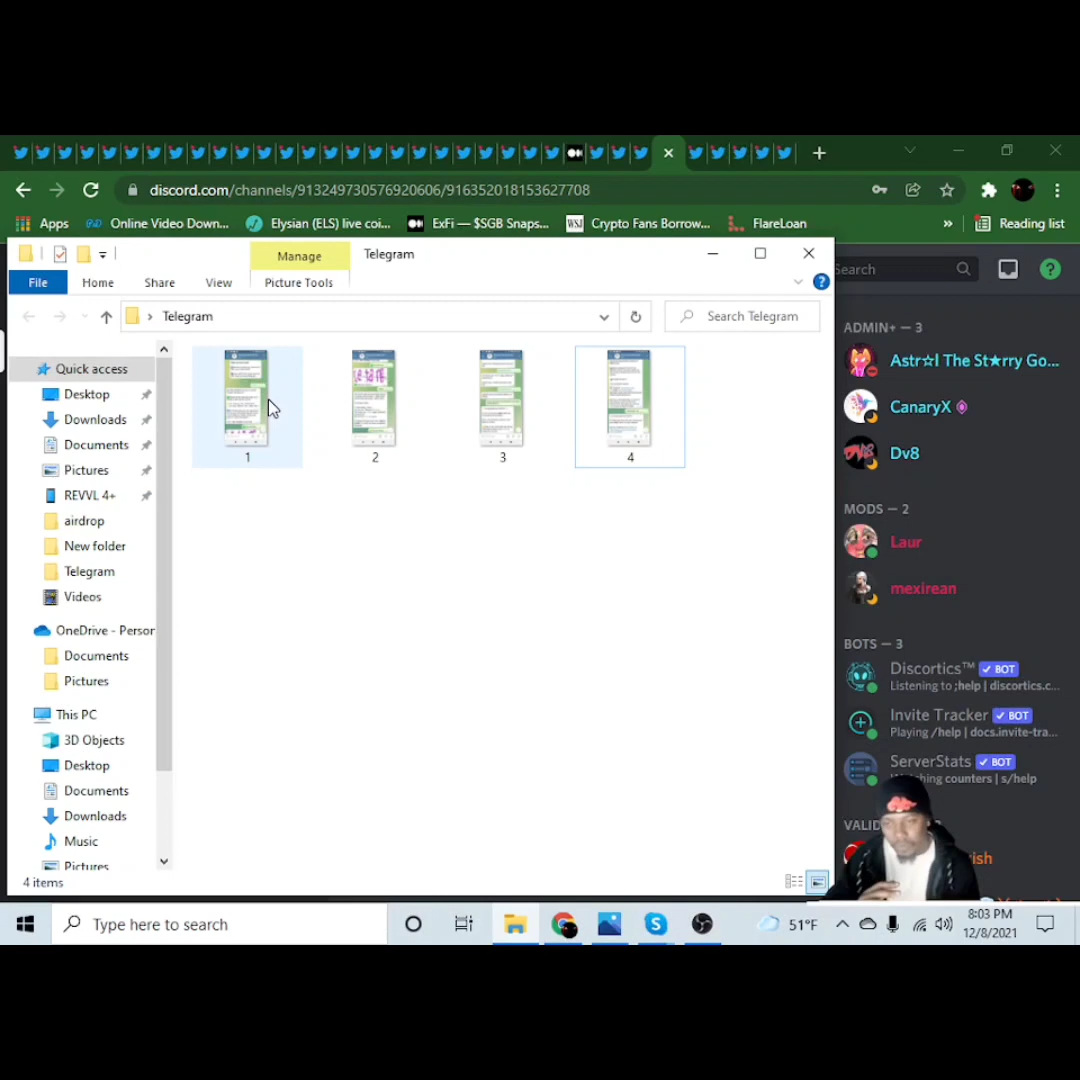 discord.com/channels/913249730576920606/916352018153627708
Apps
Online Video Down...
Elysian (ELS) live coi...
ExFi — $SGB Snaps...
WSJ
Crypto Fans Borrow...
FlareLoan
»
Reading list
Manage
Telegram
File
Home
Share
View
Picture Tools
Telegram
Search Telegram
Quick access
Desktop
Downloads
Documents
Pictures
REVVL 4+
airdrop
New folder
Telegram
Videos
OneDrive - Person
Documents
Pictures
This PC
3D Objects
Desktop
Documents
Downloads
Music
Pictures
1
2
3
4
4 items
Search
ADMIN+ — 3
Astr☆l The St★rry Go...
CanaryX
Dv8
MODS — 2
Laur
mexirean
BOTS — 3
Discortics™ ✓ BOT
Listening to ;help | discortics.c...
Invite Tracker ✓ BOT
Playing /help | docs.invite-tra...
ServerStats ✓ BOT
counters | s/help
VALID
ish
Type here to search
51°F
8:03 PM
12/8/2021